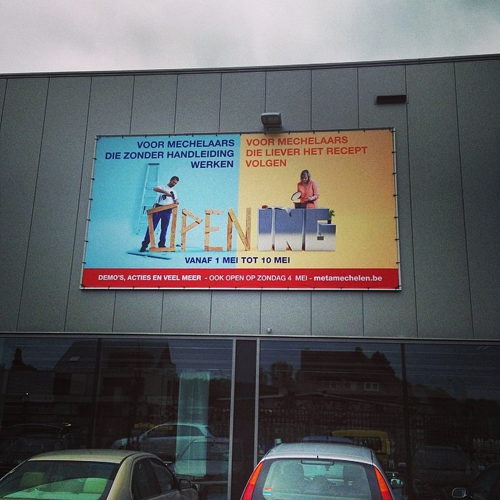 VOOR MECHELAARS
DIE ZONDER HANDLEIDING
WERKEN
VOOR MECHELAARS
DIE LIEVER HET RECEPT
VOLGEN
OPENING
VANAF 1 MEI TOT 10 MEI
DEMO'S, ACTIES EN VEEL MEER - OOK OPEN OP ZONDAG 4 MEI - metamechelen.be